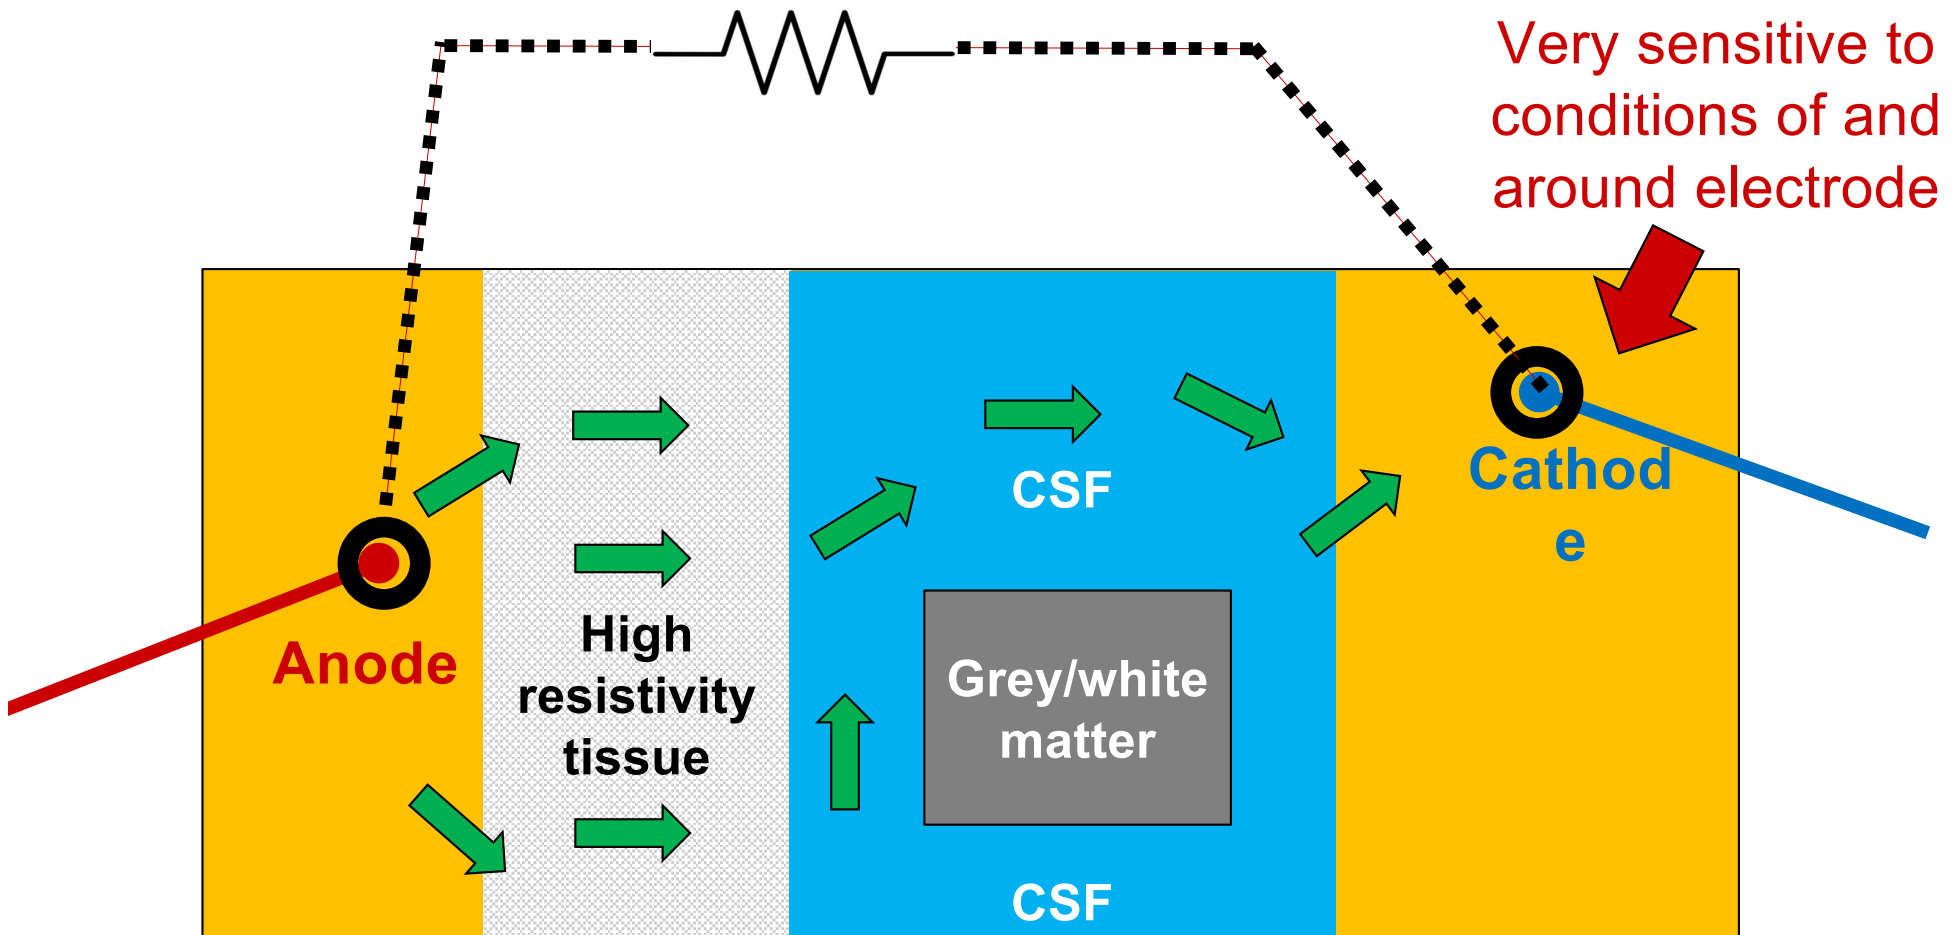 Very sensitive to
conditions of and
around electrode
CSF
Cathod
e
Anode
High
resistivity
tissue
Grey/white
matter
CSF